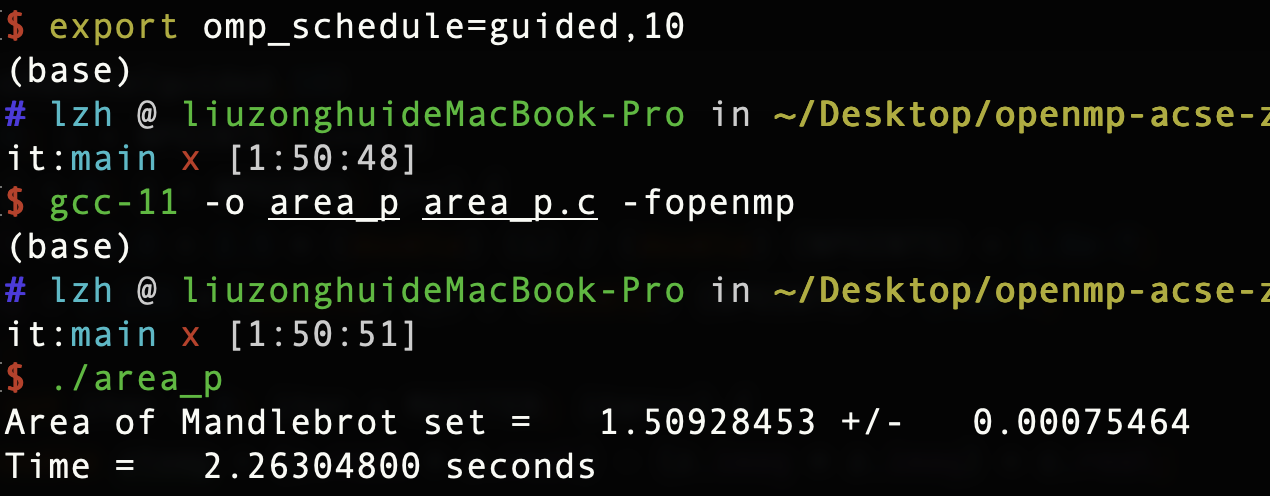 $ export omp_schedule=guided,10
(base)
# lzh @ liuzonghuideMacBook-Pro in ~/Desktop/openmp-acse-z
it:main x [1:50:48]
$ gcc-11 -o area_p area_p.c -fopenmp
(base)
# lzh @ liuzonghuideMacBook-Pro in ~/Desktop/openmp-acse-z
it:main x [1:50:51]
$ ./area_p
Area of Mandlebrot set =   1.50928453 +/-   0.00075464
Time =   2.26304800 seconds